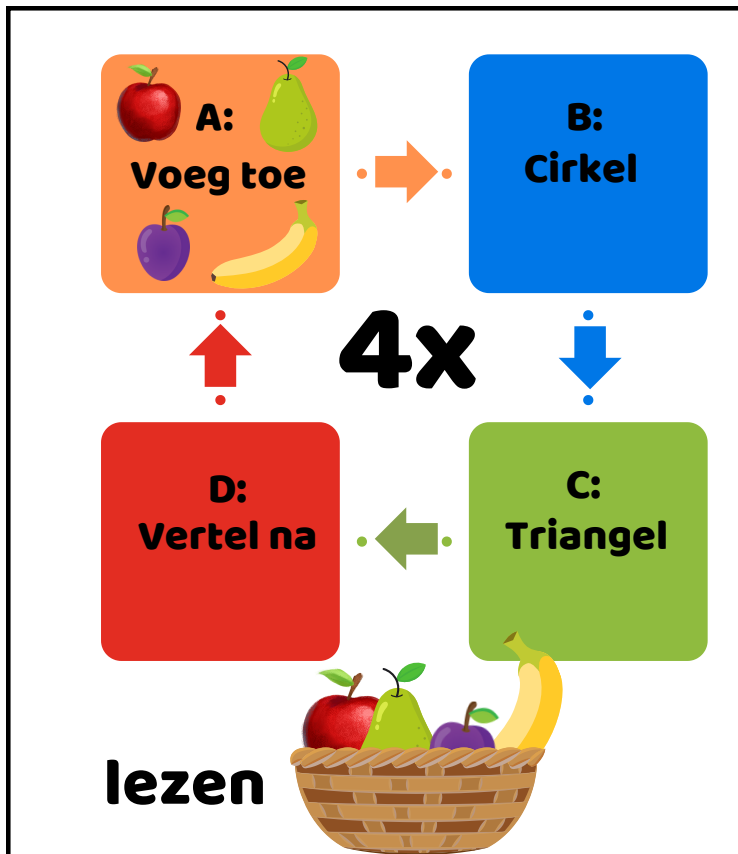 A:
Voeg toe
B:
Cirkel
4x
D:
Vertel na
C:
Triangel
lezen